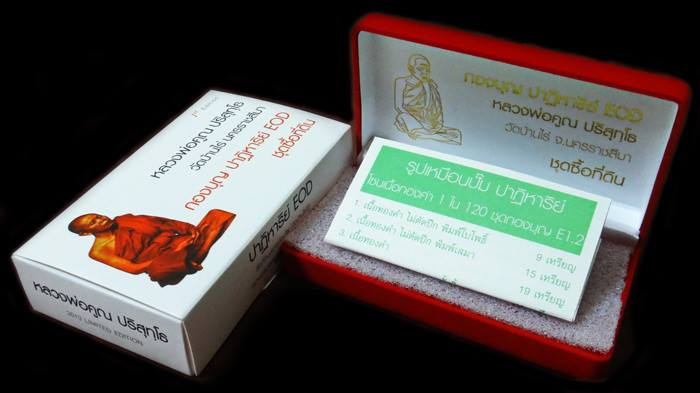 หลวงพ่อคูณ ปริสุทฺโธ
วัดบ้านไร่ นครราชสีมา
กองบุญ ปาฏิหาริย์ EOD
ชุดซื้อที่ดิน
หลวงพ่อคูณ ปริสุทฺโธ
2013 LIMITED EDITION
ปาฏิหาริย์ EOD
กองบุญ ปาฏิหาริย์ EOD
หลวงพ่อคูณ ปริสุทฺโธ
วัดบ้านไร่ จ.นครราชสีมา
ชุดซื้อที่ดิน
รูปเหมือนปั๊ม ปาฏิหาริย์
โซนเนื้อทองคำ 1 ใน 120 ชุดกองบุญ E1.2
1. เนื้อทองคำ ไม่ตัดปีก พิมพ์ใบโพธิ์ 9 เหรียญ
2. เนื้อทองคำ ไม่ตัดปีก พิมพ์เสมา 15 เหรียญ
3. เนื้อทองคำ 19 เหรียญ